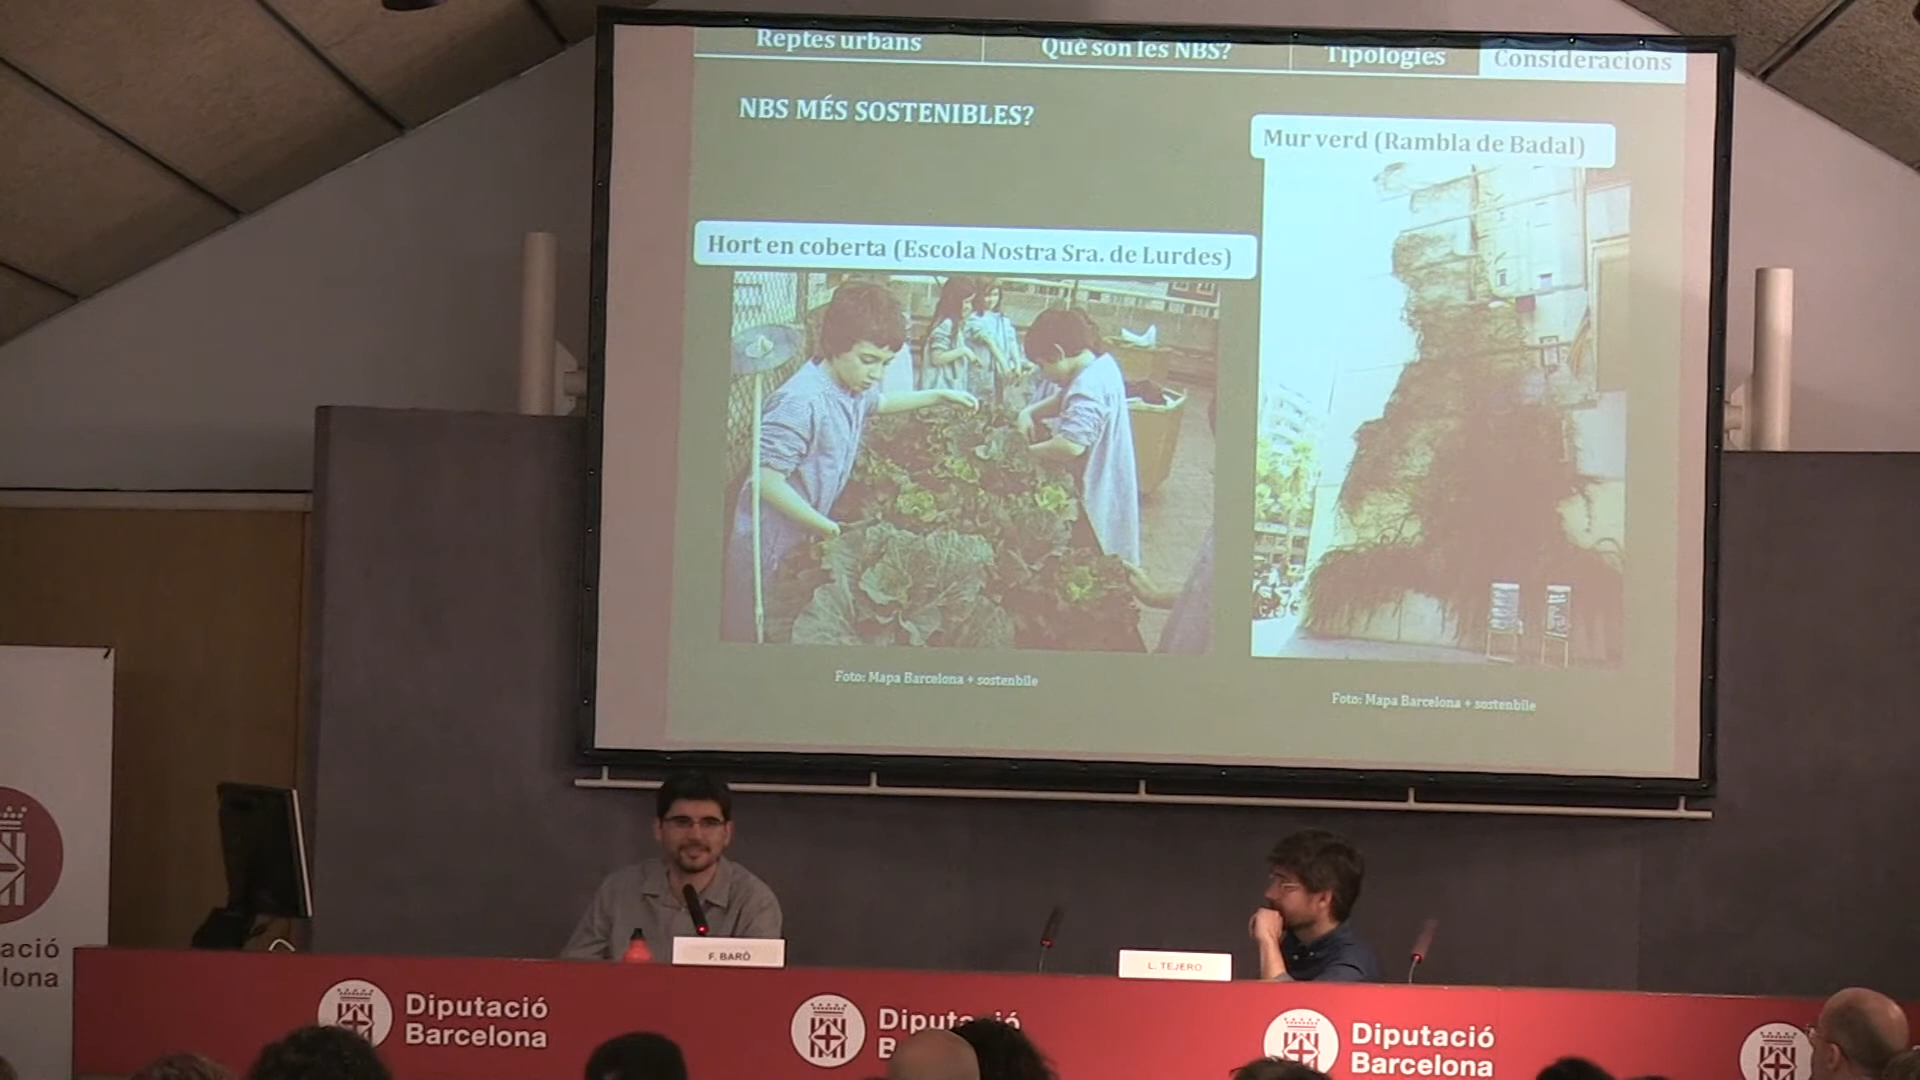 Reptes urbans
Què son les NBS?
Tipologies
Consideracions
NBS MÉS SOSTENIBLES?
Mur verd (Rambla de Badal)
Hort en coberta (Escola Nostra Sra. de Lurdes)
Foto: Mapa Barcelona + sostenbile
Foto: Mapa Barcelona + sostenbile
F. BARÓ
L. TEJERO
ació
lona
Diputació
Barcelona
Diputació
B
Diputació
Barcelona